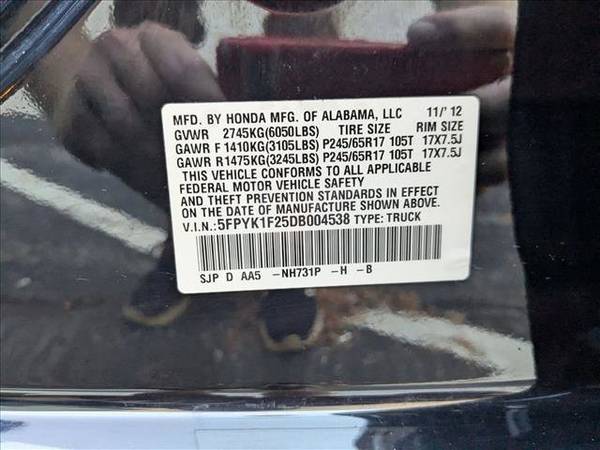 MFD. BY HONDA MFG. OF ALABAMA, LLC 11/'12
GVWR 2745KG(6050LBS) TIRE SIZE RIM SIZE
GAWR F 1410KG(3105LBS) P245/65R17 105T 17X7.5J
GAWR R 1475KG(3245LBS) P245/65R17 105T 17X7.5J
THIS VEHICLE CONFORMS TO ALL APPLICABLE
FEDERAL MOTOR VEHICLE SAFETY
AND THEFT PREVENTION STANDARDS IN EFFECT
ON THE DATE OF MANUFACTURE SHOWN ABOVE.
V.I.N.:5FPYK1F25DB004538 TYPE: TRUCK
SJP D AA5 -NH731P -H -B